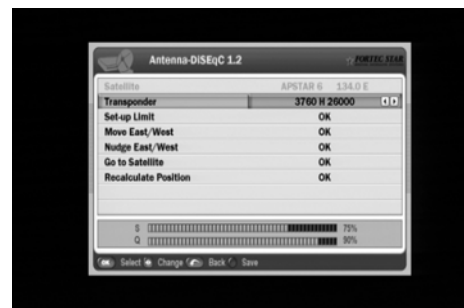 Antenna-DiSEqC 1.2
FORTEC STAR
Satellite APSTAR 6 134.0 E
Transponder 3760 H 26000
Set-up Limit OK
Move East/West OK
Nudge East/West OK
Go to Satellite OK
Recalculate Position OK
S 75%
Q 90%
OK Select Change Back Save